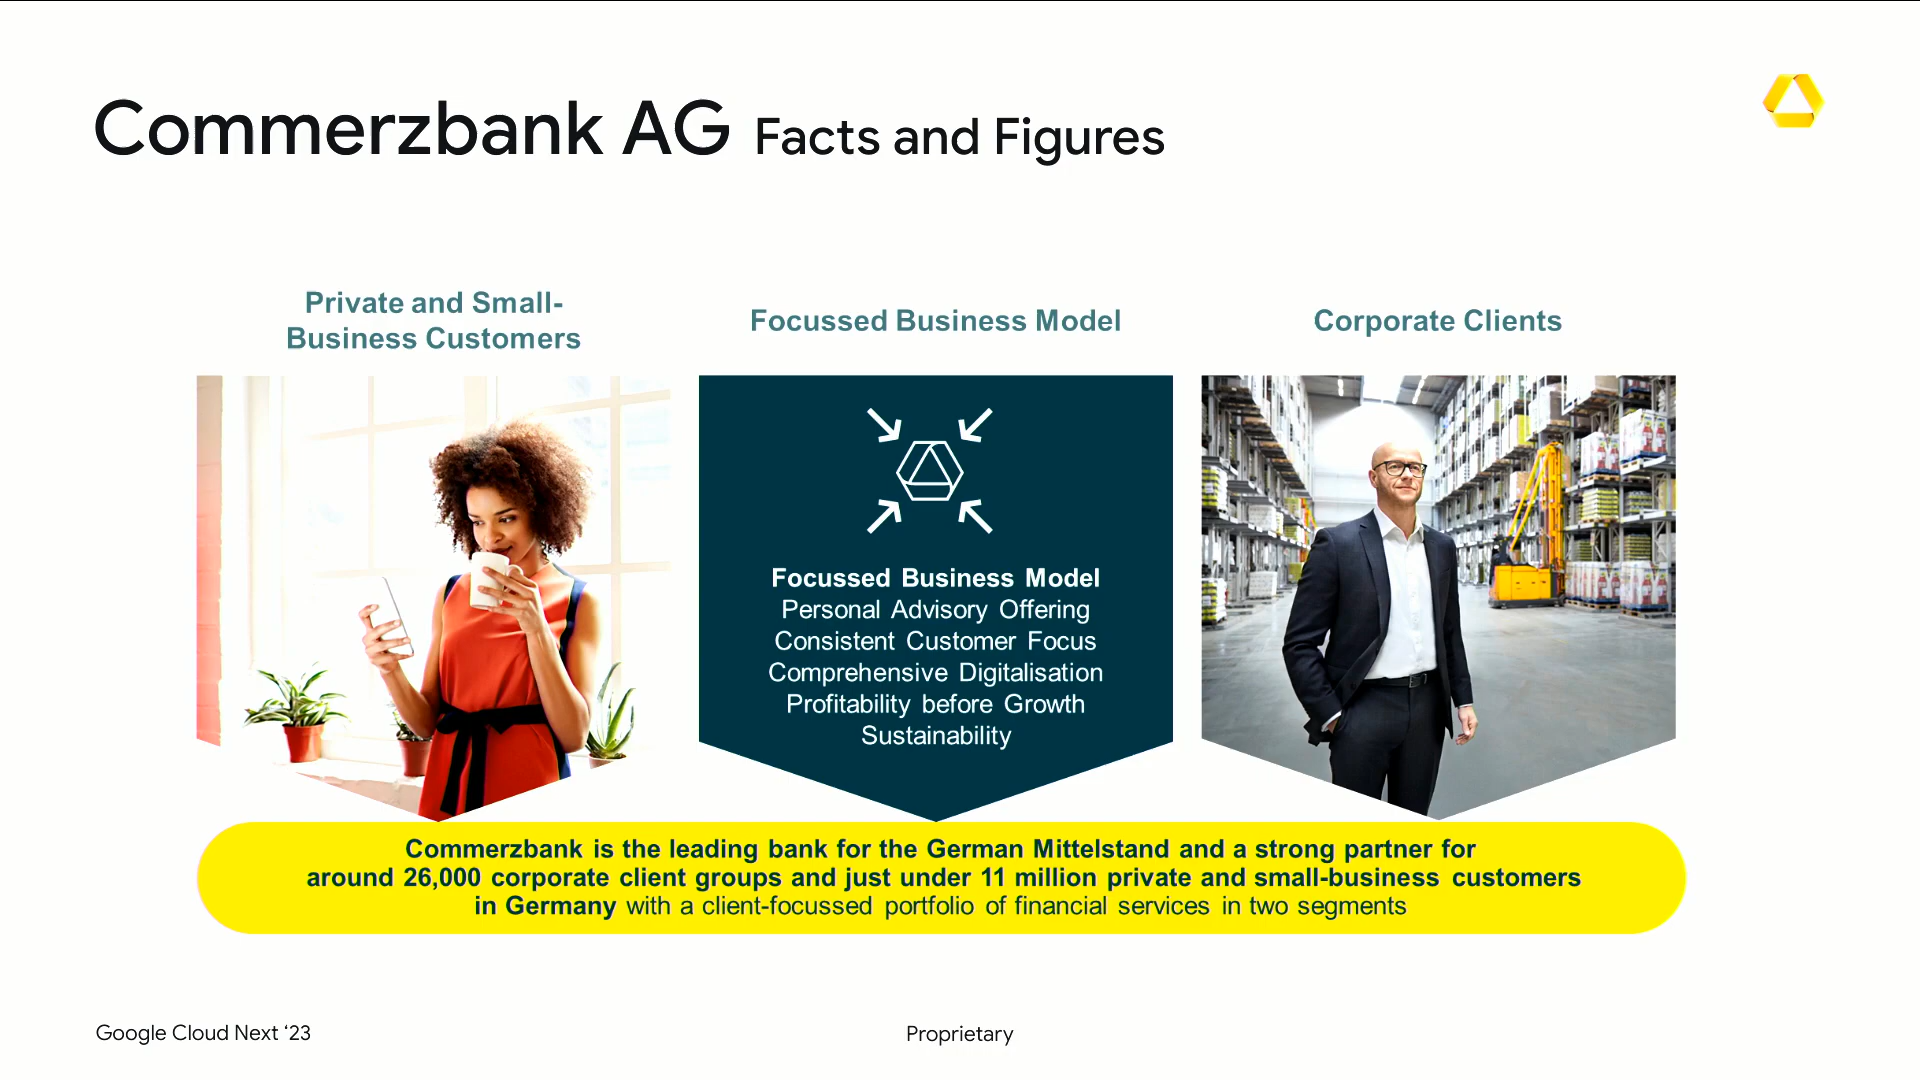 Commerzbank AG Facts and Figures
Private and Small-
Business Customers
Focussed Business Model
Corporate Clients
Focussed Business Model
Personal Advisory Offering
Consistent Customer Focus
Comprehensive Digitalisation
Profitability before Growth
Sustainability
Commerzbank is the leading bank for the German Mittelstand and a strong partner for
around 26,000 corporate client groups and just under 11 million private and small-business customers
in Germany with a client-focussed portfolio of financial services in two segments
Google Cloud Next ‘23
Proprietary